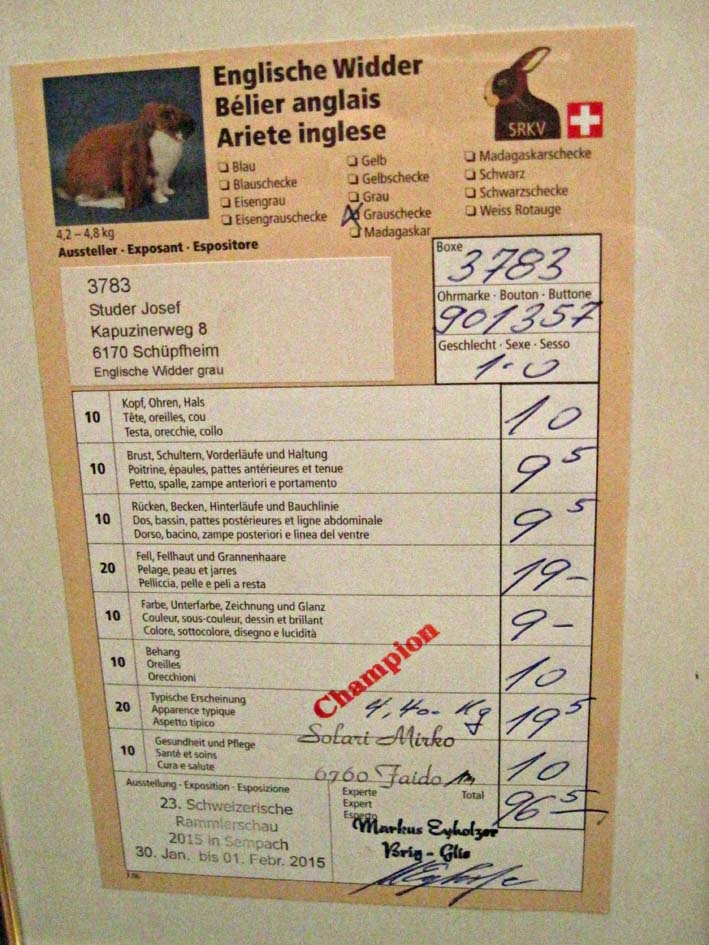 Englische Widder
Bélier anglais
Ariete inglese
SRKV
❏ Blau
❏ Blauschecke
❏ Eisengrau
❏ Eisengrauschecke
❏ Gelb
❏ Gelbschecke
❏ Grau
❏ Grauschecke
❏ Madagaskar
❏ Madagaskarschecke
❏ Schwarz
❏ Schwarzschecke
❏ Weiss Rotauge
4,2 – 4,8 kg
Aussteller · Exposant · Espositore
3783
Studer Josef
Kapuzinerweg 8
6170 Schüpfheim
Englische Widder grau
Boxe
3783
Ohrmarke · Bouton · Buttone
901357
Geschlecht · Sexe · Sesso
1-0
10 Kopf, Ohren, Hals
Tête, oreilles, cou
Testa, orecchie, collo
10
10 Brust, Schultern, Vorderläufe und Haltung
Poitrine, épaules, pattes antérieures et tenue
Petto, spalle, zampe anteriori e portamento
9 5
10 Rücken, Becken, Hinterläufe und Bauchlinie
Dos, bassin, pattes postérieures et ligne abdominale
Dorso, bacino, zampe posteriori e linea del ventre
9 5
20 Fell, Fellhaut und Grannenhaare
Pelage, peau et jarres
Pelliccia, pelle e peli a resta
19-
10 Farbe, Unterfarbe, Zeichnung und Glanz
Couleur, sous-couleur, dessin et brillant
Colore, sottocolore, disegno e lucidità
9-
10 Behang
Oreilles
Orecchioni
10
Champion
20 Typische Erscheinung
Apparence typique
Aspetto tipico
4,40- Kg
19 5
Solari Mirko
10 Gesundheit und Pflege
Santé et soins
Cura e salute
6760 Faido
10
Ausstellung · Exposition · Esposizione
23. Schweizerische
Rammlerschau
2015 in Sempach
30. Jan. bis 01. Febr. 2015
Experte
Expert
Esperto
Total
96 5
Markus Eyholzer
Brig - Glis